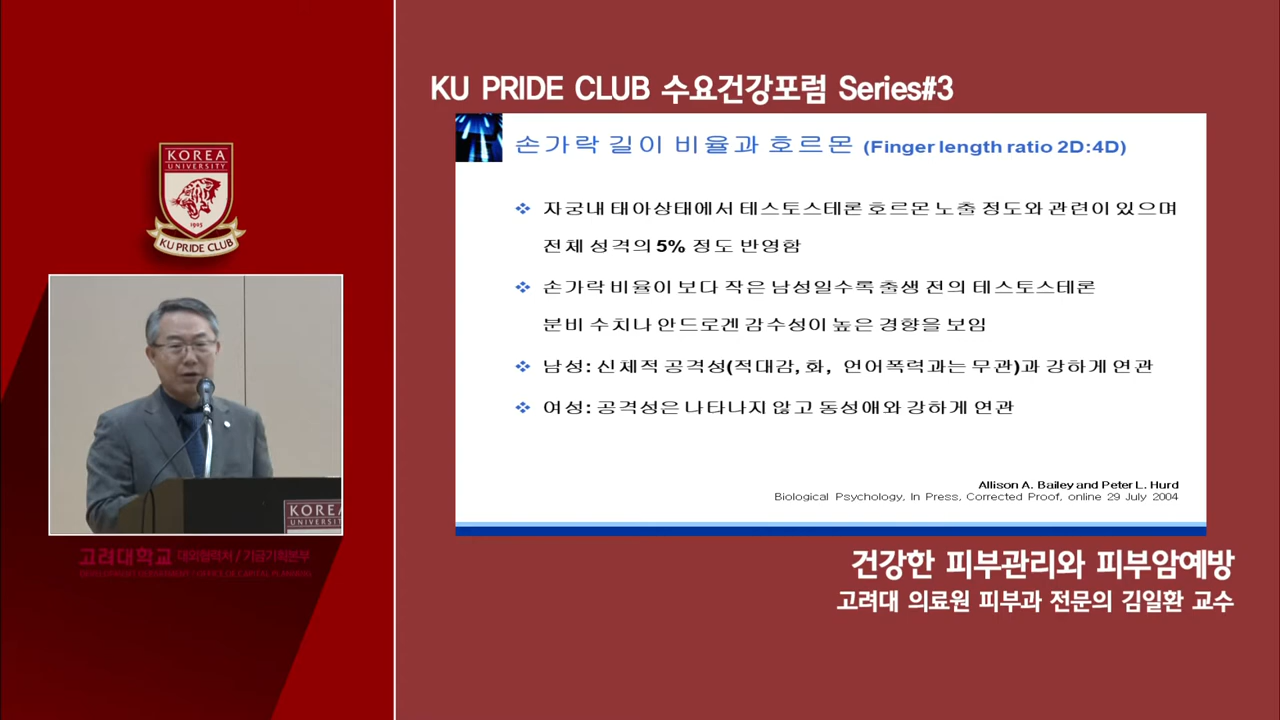 KU PRIDE CLUB 수요건강포럼 Series#3
KOREA
UNIVERSITY
1905
KU PRIDE CLUB
손가락 길이 비율과 호르몬 (Finger length ratio 2D:4D)
자궁내 태아상태에서 테스토스테론 호르몬 노출 정도와 관련이 있으며
전체 성격의 5% 정도 반영함
손가락 비율이 보다 작은 남성일수록 출생 전의 테스토스테론
분비 수치나 안드로겐 감수성이 높은 경향을 보임
남성: 신체적 공격성(적대감, 화, 언어폭력과는 무관)과 강하게 연관
여성: 공격성은 나타나지 않고 동성애와 강하게 연관
Allison A. Bailey and Peter L. Hurd
Biological Psychology, In Press, Corrected Proof, online 29 July 2004
KOREA
UNIVERSITY
고려대학교 대외협력처 / 기금기획본부
건강한 피부관리와 피부암예방
고려대 의료원 피부과 전문의 김일환 교수